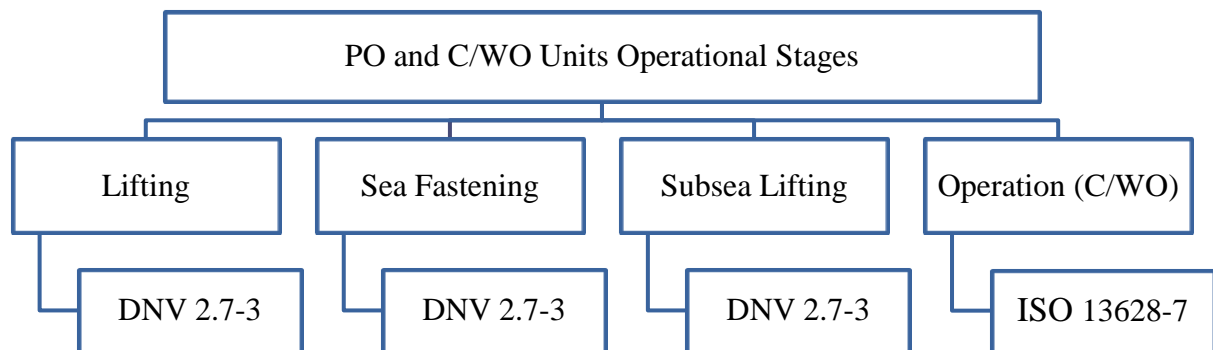 PO and C/WO Units Operational Stages
Lifting
Sea Fastening
Subsea Lifting
Operation (C/WO)
DNV 2.7-3
DNV 2.7-3
DNV 2.7-3
ISO 13628-7